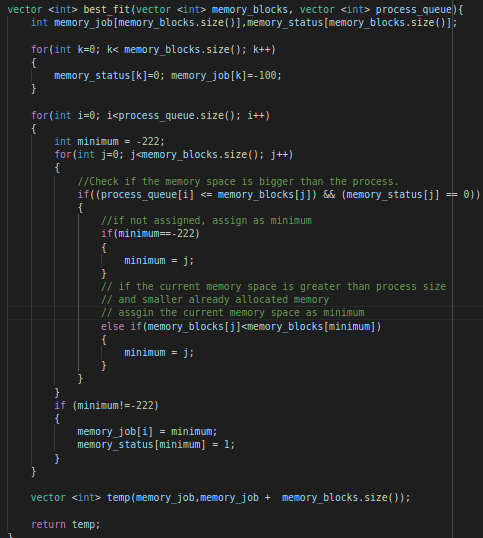 vector <int> best_fit(vector <int> memory_blocks, vector <int> process_queue){
int memory_job[memory_blocks.size()],memory_status[memory_blocks.size()];
for(int k=0; k< memory_blocks.size(); k++)
{
memory_status[k]=0; memory_job[k]=-100;
}
for(int i=0; i<process_queue.size(); i++)
{
int minimum = -222;
for(int j=0; j<memory_blocks.size(); j++)
{
//Check if the memory space is bigger than the process.
if((process_queue[i] <= memory_blocks[j]) && (memory_status[j] == 0))
{
//if not assigned, assign as minimum
if(minimum==-222)
{
minimum = j;
}
// if the current memory space is greater than process size
// and smaller already allocated memory
// assgin the current memory space as minimum
else if(memory_blocks[j]<memory_blocks[minimum])
{
minimum = j;
}
}
}
if (minimum!=-222)
{
memory_job[i] = minimum;
memory_status[minimum] = 1;
}
}
vector <int> temp(memory_job,memory_job +  memory_blocks.size());
return temp;
}